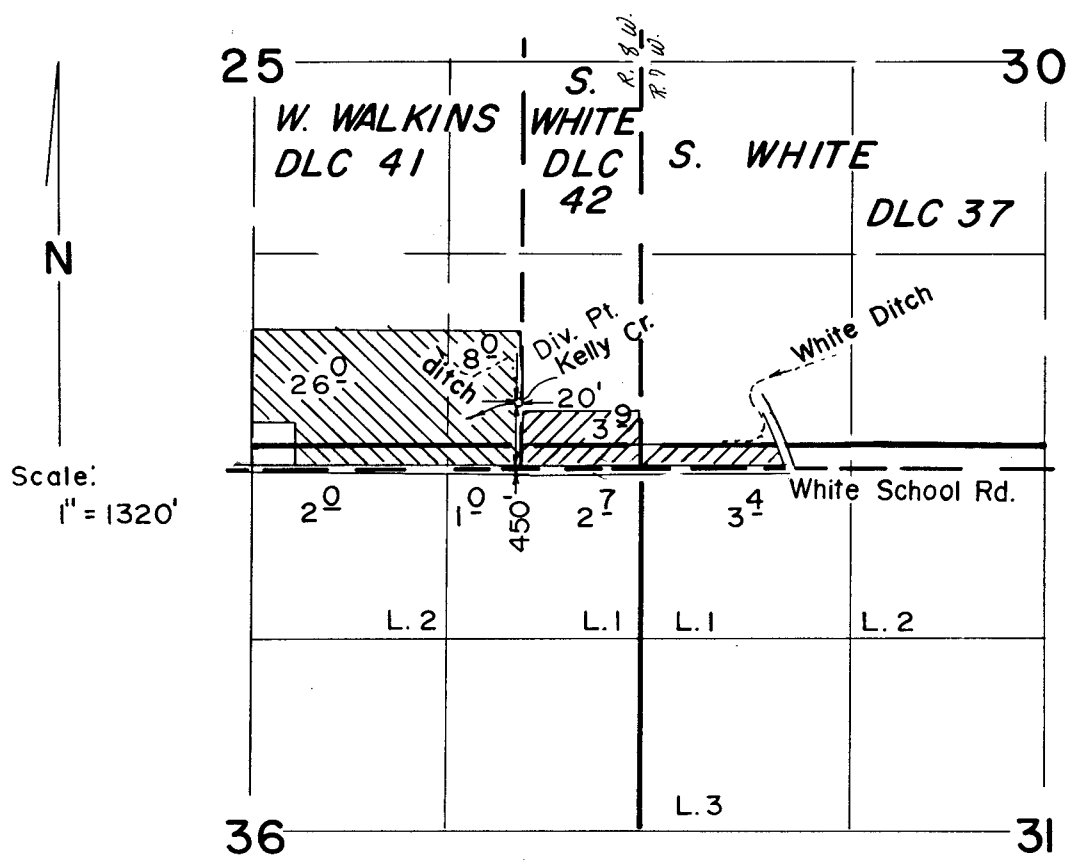 25
R. 8 W.
R. 7 W.
30
W. WALKINS
DLC 41
S.
WHITE
DLC
42
S. WHITE
DLC 37
N
White Ditch
Div. Pt.
Kelly Cr.
8 0
ditch
26 0
20'
3 9
Scale:
1" = 1320'
White School Rd.
2 0
1 0
450'
2 7
3 4
L. 2
L. 1
L. 1
L. 2
L. 3
36
31